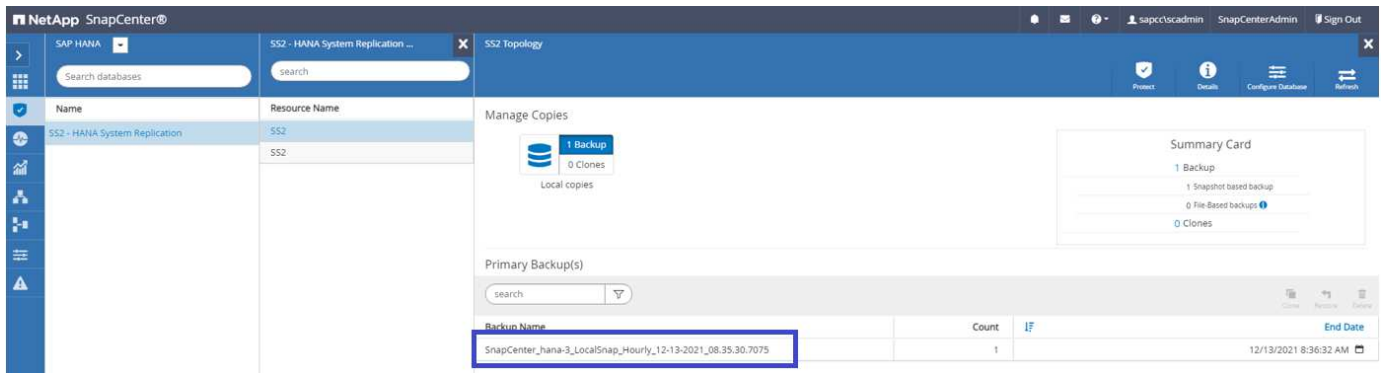 NetApp SnapCenter®
sapcc\scadmin SnapCenterAdmin Sign Out
SAP HANA
Search databases
Name
SS2 - HANA System Replication
SS2 - HANA System Replication ...
search
Resource Name
SS2
SS2
SS2 Topology
Protect Details Configure Database Refresh
Manage Copies
1 Backup
0 Clones
Local copies
Summary Card
1 Backup
1 Snapshot based backup
0 File-Based backups
0 Clones
Primary Backup(s)
search
Clone Restore Delete
Backup Name Count End Date
SnapCenter_hana-3_LocalSnap_Hourly_12-13-2021_08.35.30.7075 1 12/13/2021 8:36:32 AM